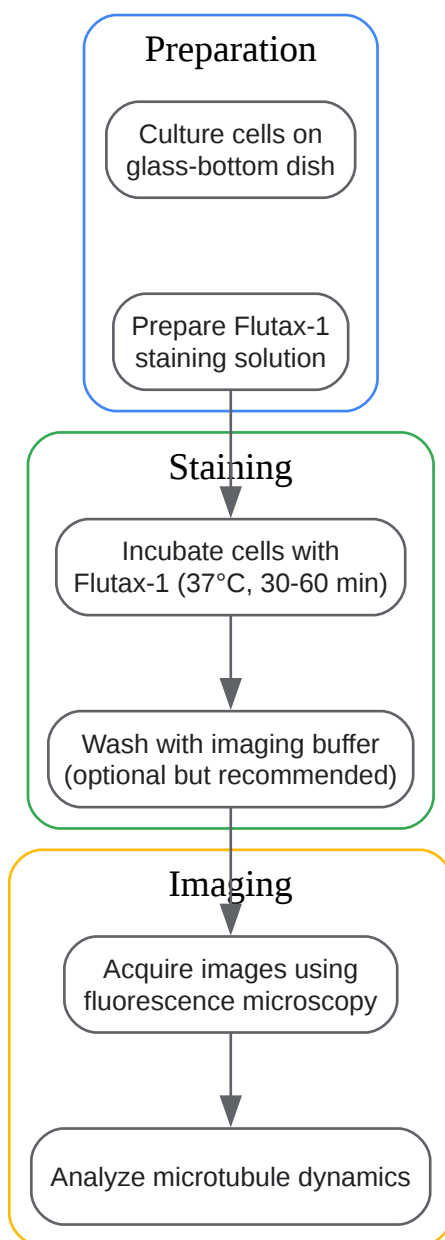 Preparation
Culture cells on
glass-bottom dish
Prepare Flutax-1
staining solution
Staining
Incubate cells with
Flutax-1 (37°C, 30-60 min)
Wash with imaging buffer
(optional but recommended)
Imaging
Acquire images using
fluorescence microscopy
Analyze microtubule dynamics